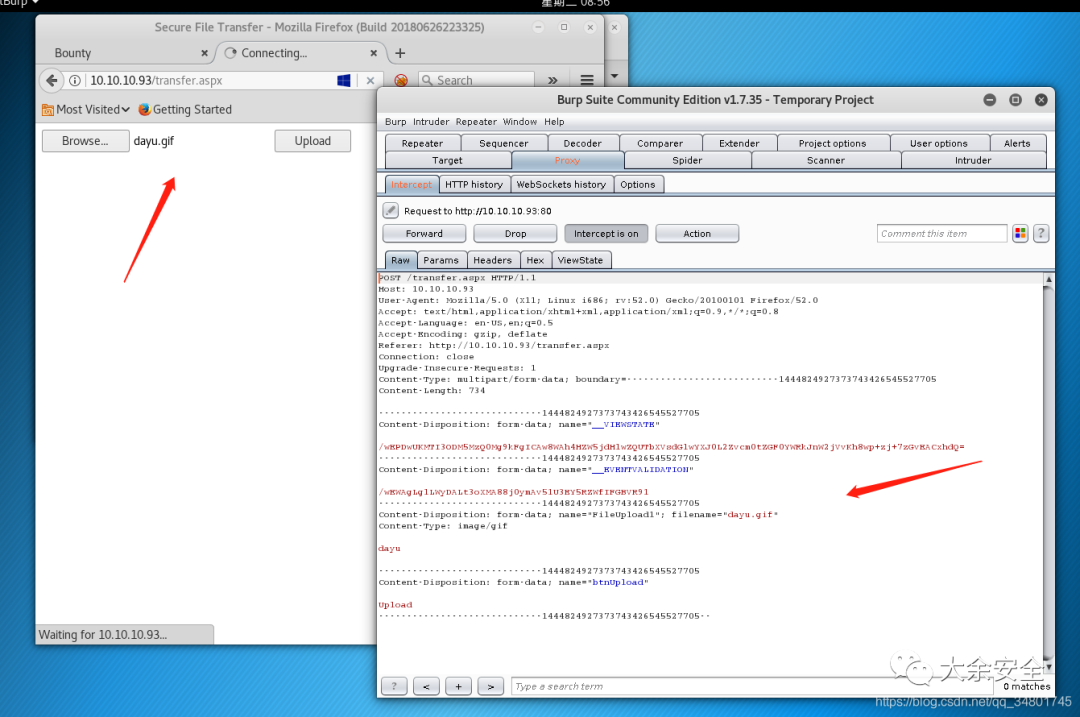 tBurp
星期二 08:56
Secure File Transfer - Mozilla Firefox (Build 20180626223325)
Bounty
Connecting...
10.10.10.93/transfer.aspx
Search
Most Visited
Getting Started
Browse...
dayu.gif
Upload
Waiting for 10.10.10.93...
Burp Suite Community Edition v1.7.35 - Temporary Project
Burp Intruder Repeater Window Help
Repeater Sequencer Decoder Comparer Extender Project options User options Alerts
Target Proxy Spider Scanner Intruder
Intercept HTTP history WebSockets history Options
Request to http://10.10.10.93:80
Forward Drop Intercept is on Action
Comment this item
?
Raw Params Headers Hex ViewState
POST /transfer.aspx HTTP/1.1
Host: 10.10.10.93
User-Agent: Mozilla/5.0 (X11; Linux i686; rv:52.0) Gecko/20100101 Firefox/52.0
Accept: text/html,application/xhtml+xml,application/xml;q=0.9,*/*;q=0.8
Accept-Language: en-US,en;q=0.5
Accept-Encoding: gzip, deflate
Referer: http://10.10.10.93/transfer.aspx
Connection: close
Upgrade-Insecure-Requests: 1
Content-Type: multipart/form-data; boundary=---------------------------1444824927373743426545527705
Content-Length: 734
-----------------------------1444824927373743426545527705
Content-Disposition: form-data; name="__VIEWSTATE"
-----------------------------1444824927373743426545527705
Content-Disposition: form-data; name="__EVENTVALIDATION"
-----------------------------1444824927373743426545527705
Content-Disposition: form-data; name="FileUpload1"; filename="dayu.gif"
Content-Type: image/gif
dayu
-----------------------------1444824927373743426545527705
Content-Disposition: form-data; name="btnUpload"
Upload
-----------------------------1444824927373743426545527705--
? < + >
Type a search term
0 matches
大余安全
https://blog.csdn.net/qq_34801745